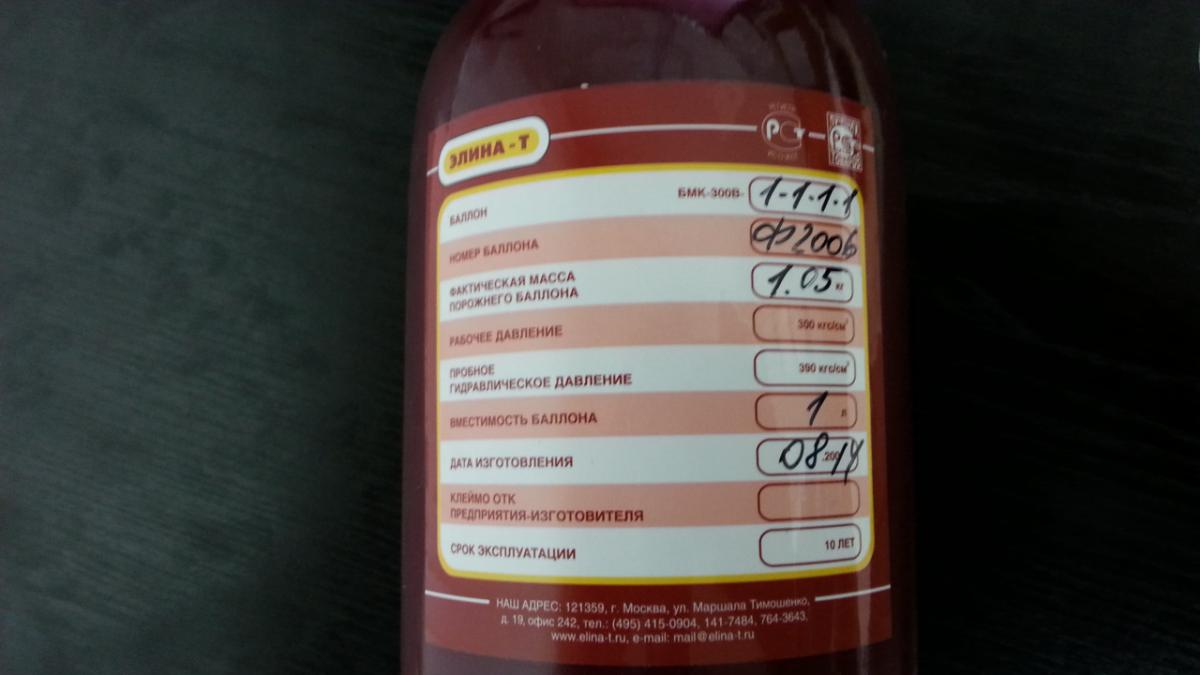 ЭЛИНА - Т
РСТ
РСТ
БАЛЛОН БМК-300В- 1-1-1-1
НОМЕР БАЛЛОНА Ф2006
ФАКТИЧЕСКАЯ МАССА
ПОРОЖНЕГО БАЛЛОНА 1.05 кг
РАБОЧЕЕ ДАВЛЕНИЕ 300 кгс/см²
ПРОБНОЕ
ГИДРАВЛИЧЕСКОЕ ДАВЛЕНИЕ 390 кгс/см²
ВМЕСТИМОСТЬ БАЛЛОНА 1 л
ДАТА ИЗГОТОВЛЕНИЯ 08.14
КЛЕЙМО ОТК
ПРЕДПРИЯТИЯ-ИЗГОТОВИТЕЛЯ
СРОК ЭКСПЛУАТАЦИИ 10 ЛЕТ
НАШ АДРЕС: 121359, г. Москва, ул. Маршала Тимошенко,
д. 19, офис 242, тел.: (495) 415-0904, 141-7484, 764-3643,
www.elina-t.ru, e-mail: mail@elina-t.ru